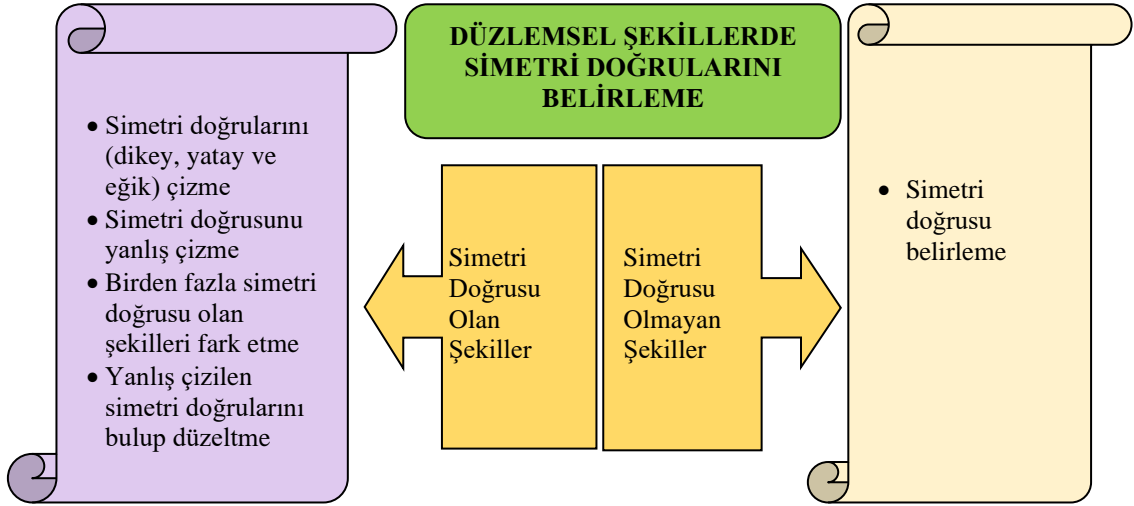 DÜZLEMSEL ŞEKİLLERDE
SİMETRİ DOĞRULARINI
BELİRLEME
• Simetri doğrularını
(dikey, yatay ve
eğik) çizme
• Simetri doğrusunu
yanlış çizme
• Birden fazla simetri
doğrusu olan
şekilleri fark etme
• Yanlış çizilen
simetri doğrularını
bulup düzeltme
Simetri
Doğrusu
Olan
Şekiller
Simetri
Doğrusu
Olmayan
Şekiller
• Simetri
doğrusu
belirleme